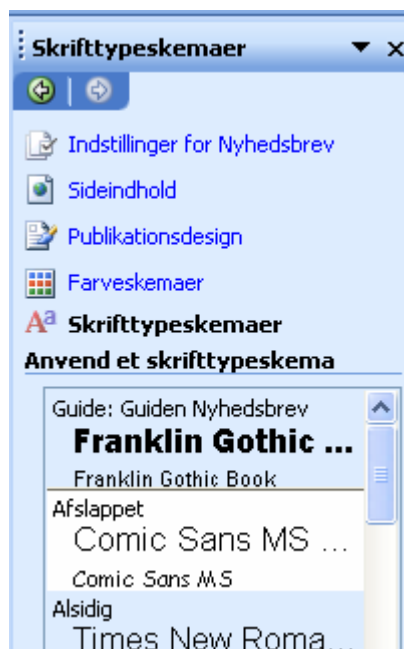 Skrifttypeskemaer
Indstillinger for Nyhedsbrev
Sideindhold
Publikationsdesign
Farveskemaer
Skrifttypeskemaer
Anvend et skrifttypeskema
Guide: Guiden Nyhedsbrev
Franklin Gothic ...
Franklin Gothic Book
Afslappet
Comic Sans MS ...
Comic Sans MS
Alsidig
Times New Roma...